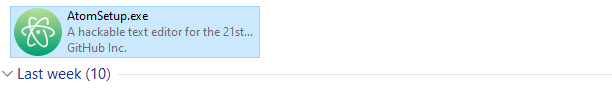 AtomSetup.exe
A hackable text editor for the 21st...
GitHub Inc.
Last week (10)